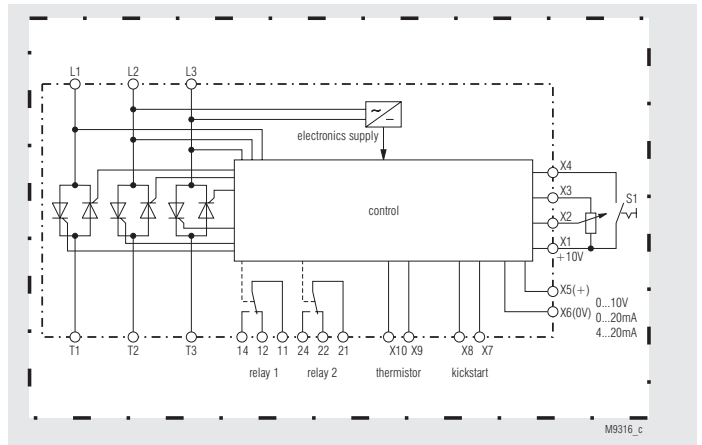 L1 L2 L3
electronics supply
control
X4
X3
S1
X2
X1
+10V
X5(+)
X6(0V)
0...10V
0...20mA
4...20mA
T1 T2 T3 14 12 11 24 22 21 X10 X9 X8 X7
relay 1 relay 2 thermistor kickstart
M9316_c